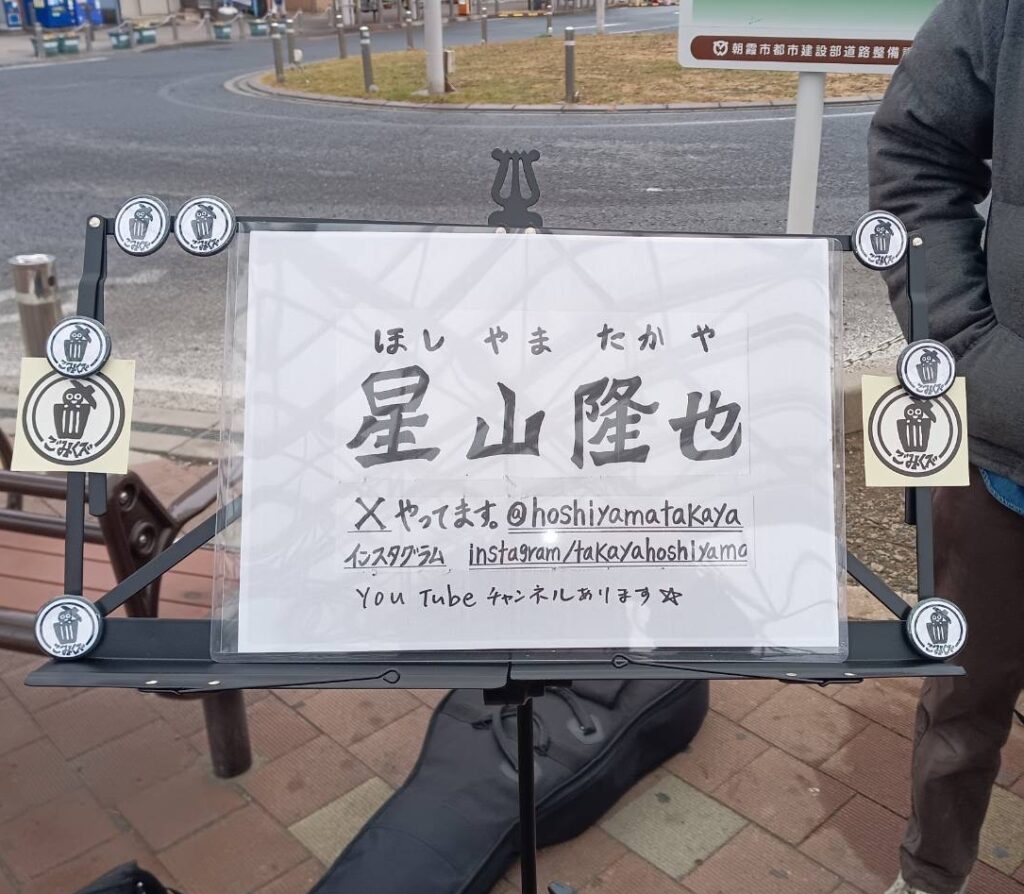 朝霞市都市建設部道路整備
ほし やま たかや
星山隆也
Xやってます。@hoshiyamatakaya
インスタグラム instagram/takayahoshiyama
YouTubeチャンネルあります☆
ごみくず
ごみくず
ごみくず
ごみくず
ごみくず
ごみくず
ごみくず
ごみくず
ごみくず